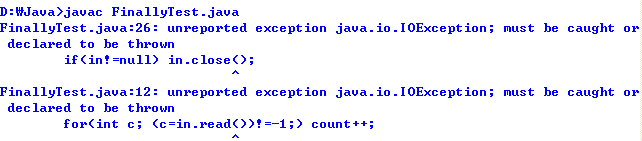 D:₩Java>javac FinallyTest.java
FinallyTest.java:26: unreported exception java.io.IOException; must be caught or
 declared to be thrown
        if(in!=null) in.close();
                             ^
FinallyTest.java:12: unreported exception java.io.IOException; must be caught or
 declared to be thrown
        for(int c; (c=in.read())!=-1;) count++;
                             ^